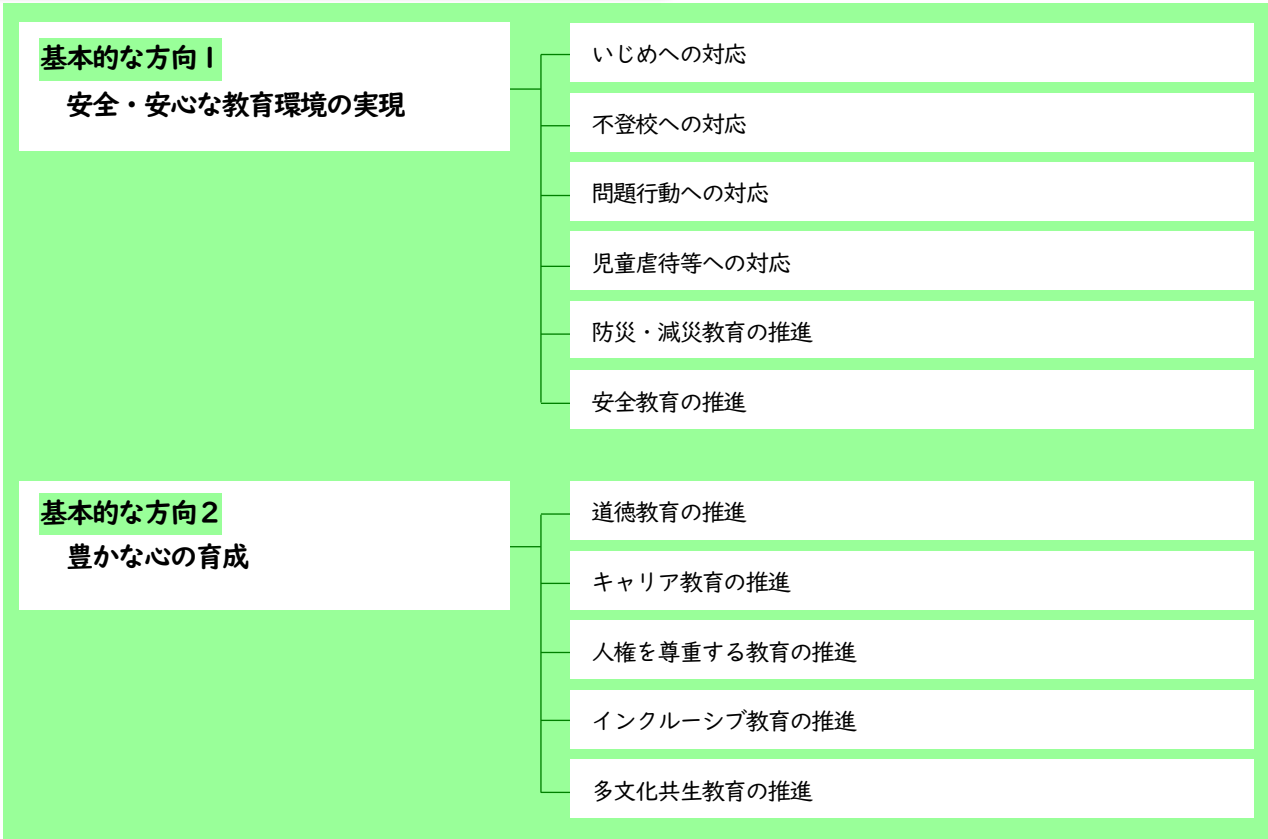 基本的な方向1
安全・安心な教育環境の実現
いじめへの対応
不登校への対応
問題行動への対応
児童虐待等への対応
防災・減災教育の推進
安全教育の推進
基本的な方向2
豊かな心の育成
道徳教育の推進
キャリア教育の推進
人権を尊重する教育の推進
インクルーシブ教育の推進
多文化共生教育の推進